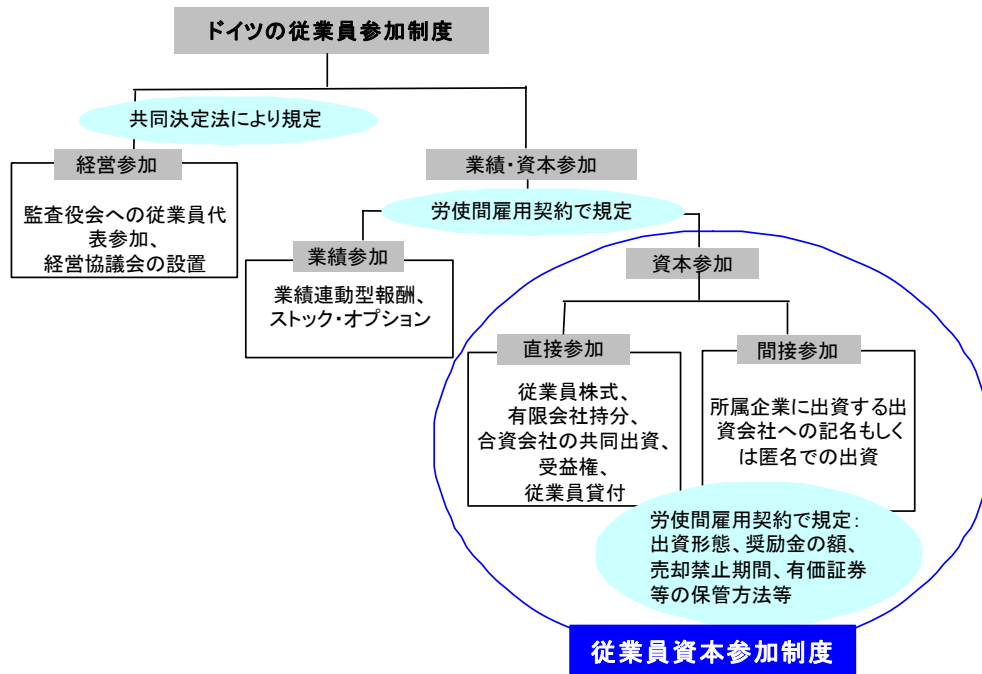 ドイツの従業員参加制度
共同決定法により規定
経営参加
監査役会への従業員代
表参加、
経営協議会の設置
業績・資本参加
労使間雇用契約で規定
業績参加
業績連動型報酬、
ストック・オプション
資本参加
直接参加
従業員株式、
有限会社持分、
合資会社の共同出資、
受益権、
従業員貸付
間接参加
所属企業に出資する出
資会社への記名もしく
は匿名での出資
労使間雇用契約で規定：
出資形態、奨励金の額、
売却禁止期間、有価証券
等の保管方法等
従業員資本参加制度